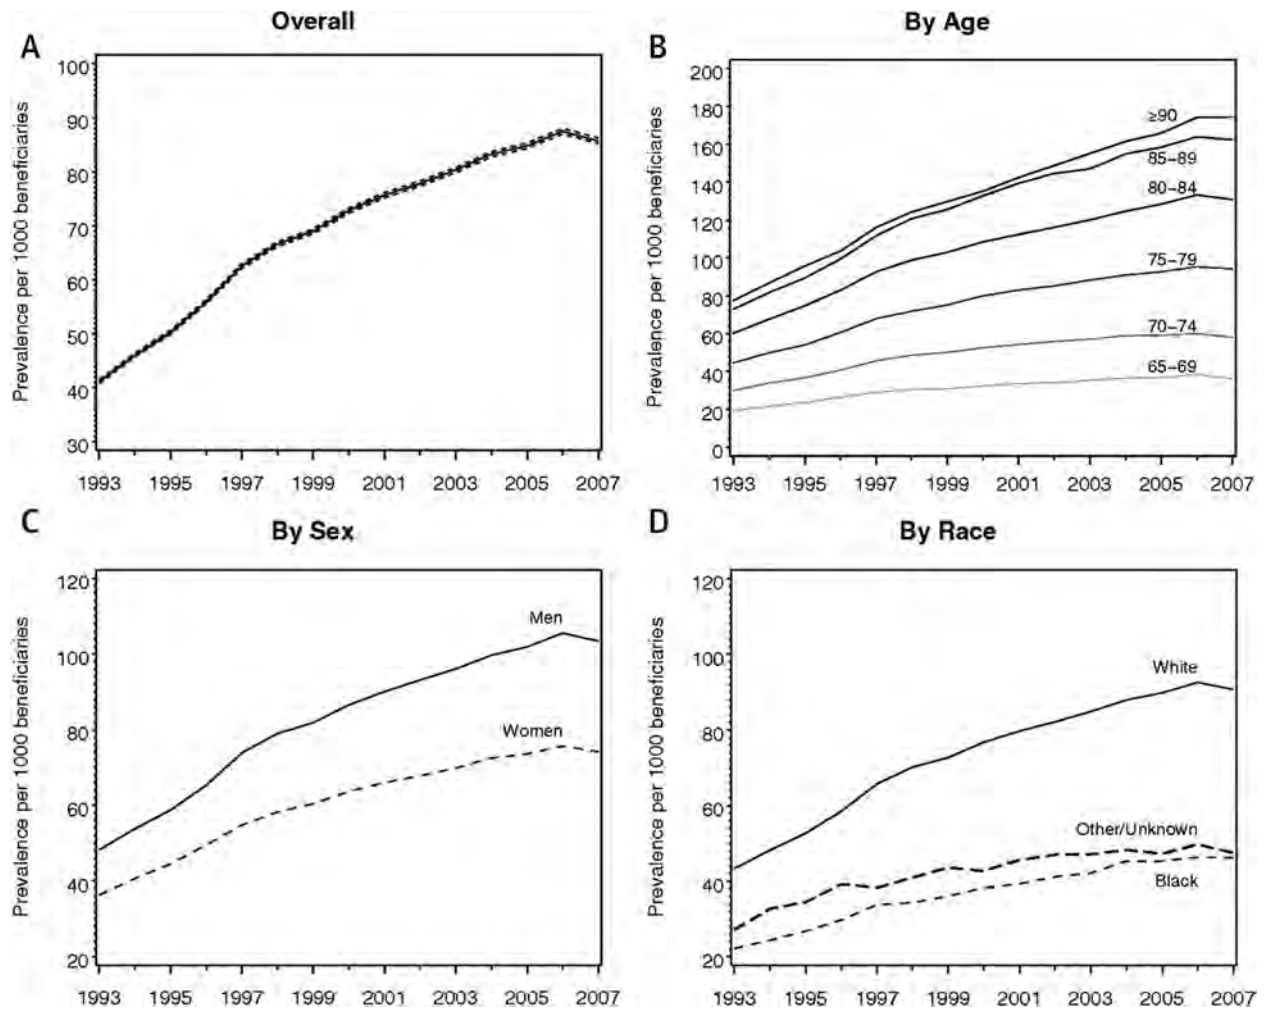 Overall
A
Prevalence per 1000 beneficiaries
100
90
80
70
60
50
40
30
1993 1995 1997 1999 2001 2003 2005 2007
By Age
B
Prevalence per 1000 beneficiaries
200
180
160
140
120
100
80
60
40
20
0
≥90
85–89
80–84
75–79
70–74
65–69
1993 1995 1997 1999 2001 2003 2005 2007
C
By Sex
Prevalence per 1000 beneficiaries
120
100
80
60
40
20
Men
Women
1993 1995 1997 1999 2001 2003 2005 2007
D
By Race
Prevalence per 1000 beneficiaries
120
100
80
60
40
20
White
Other/Unknown
Black
1993 1995 1997 1999 2001 2003 2005 2007